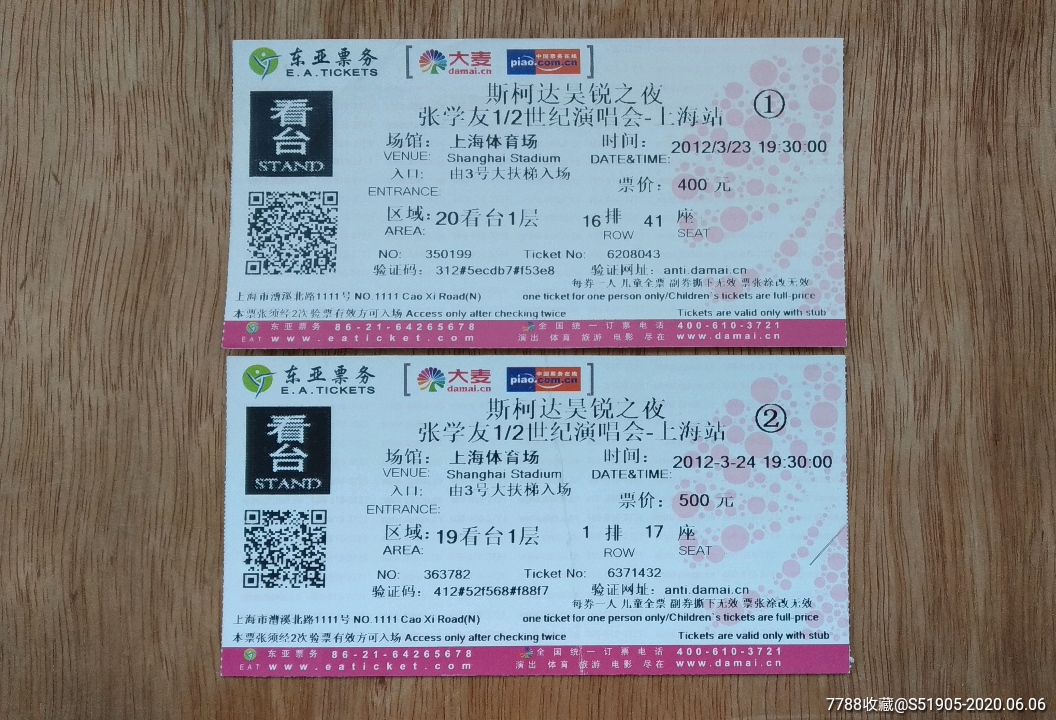 东亚票务
E.A.TICKETS
[ 大麦 damai.cn 中国票务在线 piao.com.cn ]
看台
STAND
斯柯达昊锐之夜 ①
张学友1/2世纪演唱会-上海站
场馆: 上海体育场 时间: 2012/3/23 19:30:00
VENUE: Shanghai Stadium DATE&TIME:
入口: 由3号大扶梯入场 票价: 400 元
ENTRANCE:
区域: 20看台1层 16 排 41 座
AREA: ROW SEAT
NO: 350199 Ticket No: 6208043
验证码: 312#5ecdb7#f53e8 验证网址: anti.damai.cn
每券一人 儿童全票 副券撕下无效 票张涂改无效
上海市漕溪北路1111号 NO.1111 Cao Xi Road(N) one ticket for one person only/Children's tickets are full-price
本票张须经2次验票有效方可入场 Access only after checking twice Tickets are valid only with stub
东亚票务 86-21-64265678 全国统一订票电话 400-610-3721
EAT www.eaticket.com 演出 体育 旅游 电影 尽在 www.damai.cn
东亚票务
E.A.TICKETS
[ 大麦 damai.cn 中国票务在线 piao.com.cn ]
看台
STAND
斯柯达昊锐之夜 ②
张学友1/2世纪演唱会-上海站
场馆: 上海体育场 时间: 2012-3-24 19:30:00
VENUE: Shanghai Stadium DATE&TIME:
入口: 由3号大扶梯入场 票价: 500 元
ENTRANCE:
区域: 19看台1层 1 排 17 座
AREA: ROW SEAT
NO: 363782 Ticket No: 6371432
验证码: 412#52f568#f88f7 验证网址: anti.damai.cn
每券一人 儿童全票 副券撕下无效 票张涂改无效
上海市漕溪北路1111号 NO.1111 Cao Xi Road(N) one ticket for one person only/Children's tickets are full-price
本票张须经2次验票有效方可入场 Access only after checking twice Tickets are valid only with stub
东亚票务 86-21-64265678 全国统一订票电话 400-610-3721
EAT www.eaticket.com 演出 体育 旅游 电影 尽在 www.damai.cn
7788收藏@S51905-2020.06.06